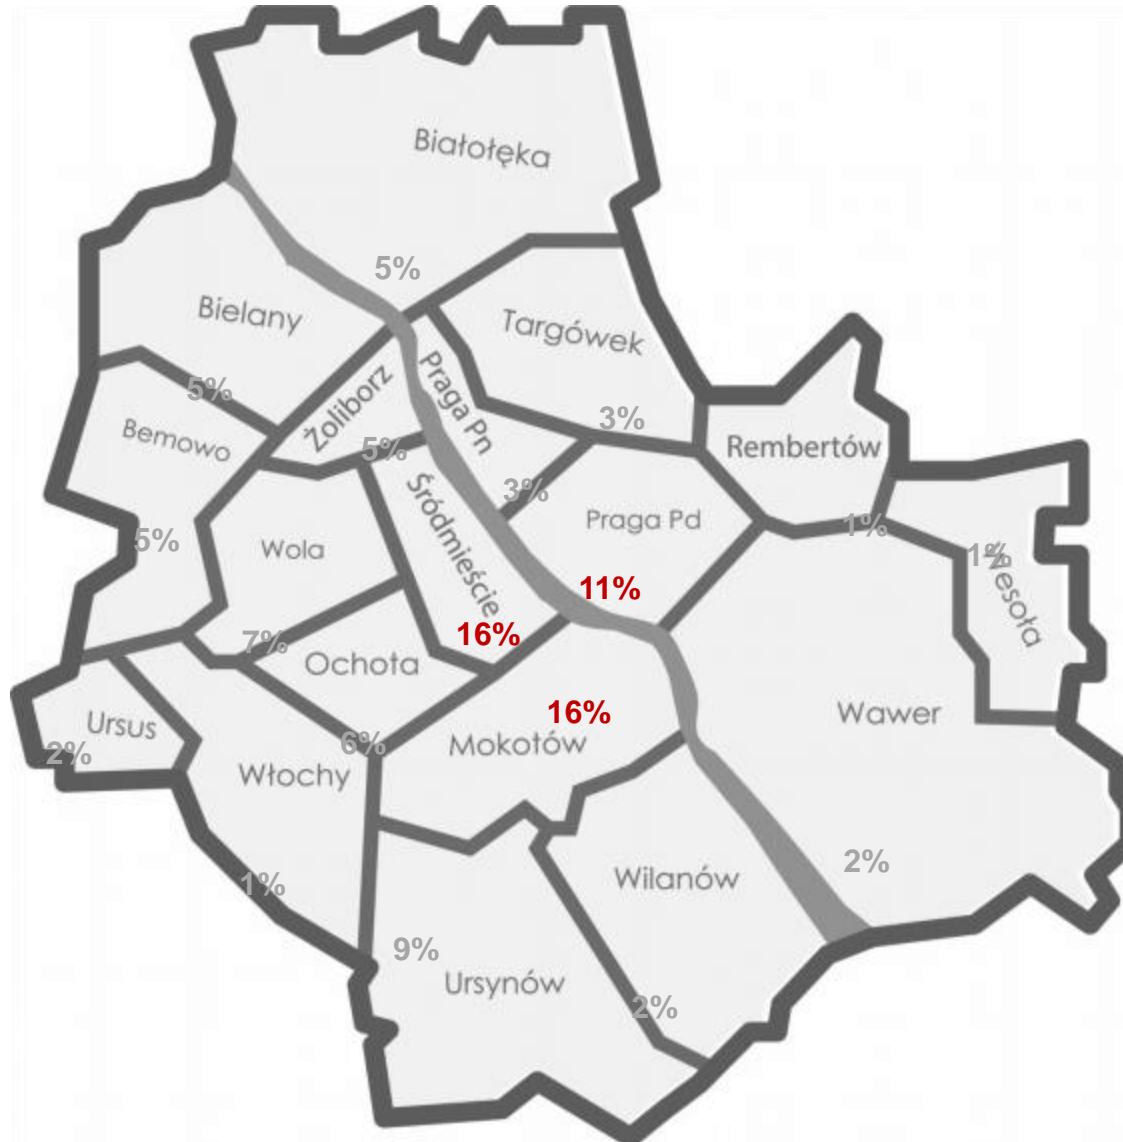 Białołęka
5%
Bielany
5%
Targówek
3%
Żoliborz
5%
Praga Pn
3%
Rembertów
1%
Bemowo
5%
Wola
7%
Śródmieście
16%
Praga Pd
11%
Wesoła
1%
Ochota
6%
Ursus
2%
Włochy
1%
Mokotów
16%
Wawer
2%
Wilanów
2%
Ursynów
9%